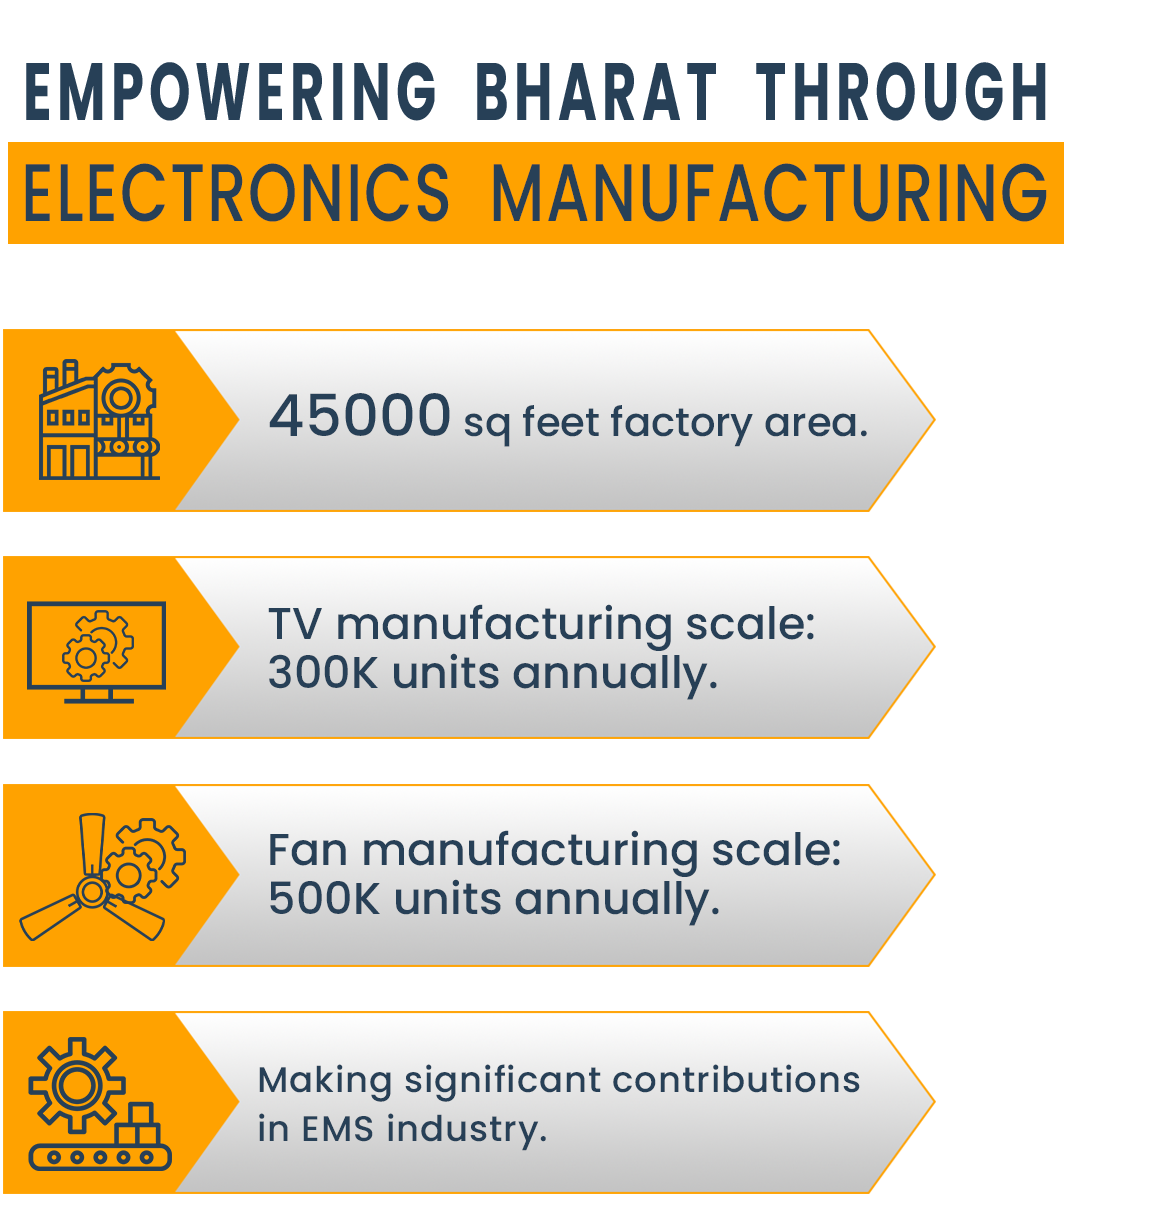 EMPOWERING BHARAT THROUGH
ELECTRONICS MANUFACTURING
45000 sq feet factory area.
TV manufacturing scale:
300K units annually.
Fan manufacturing scale:
500K units annually.
Making significant contributions
in EMS industry.